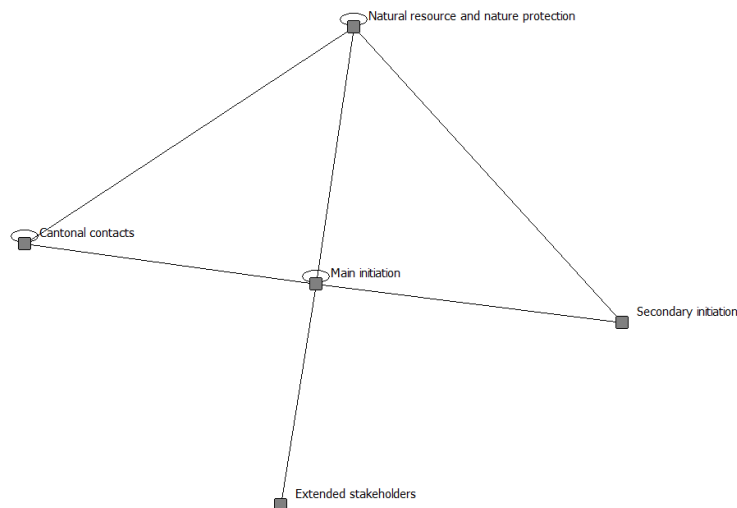 Natural resource and nature protection
Cantonal contacts
Main initiation
Secondary initiation
Extended stakeholders